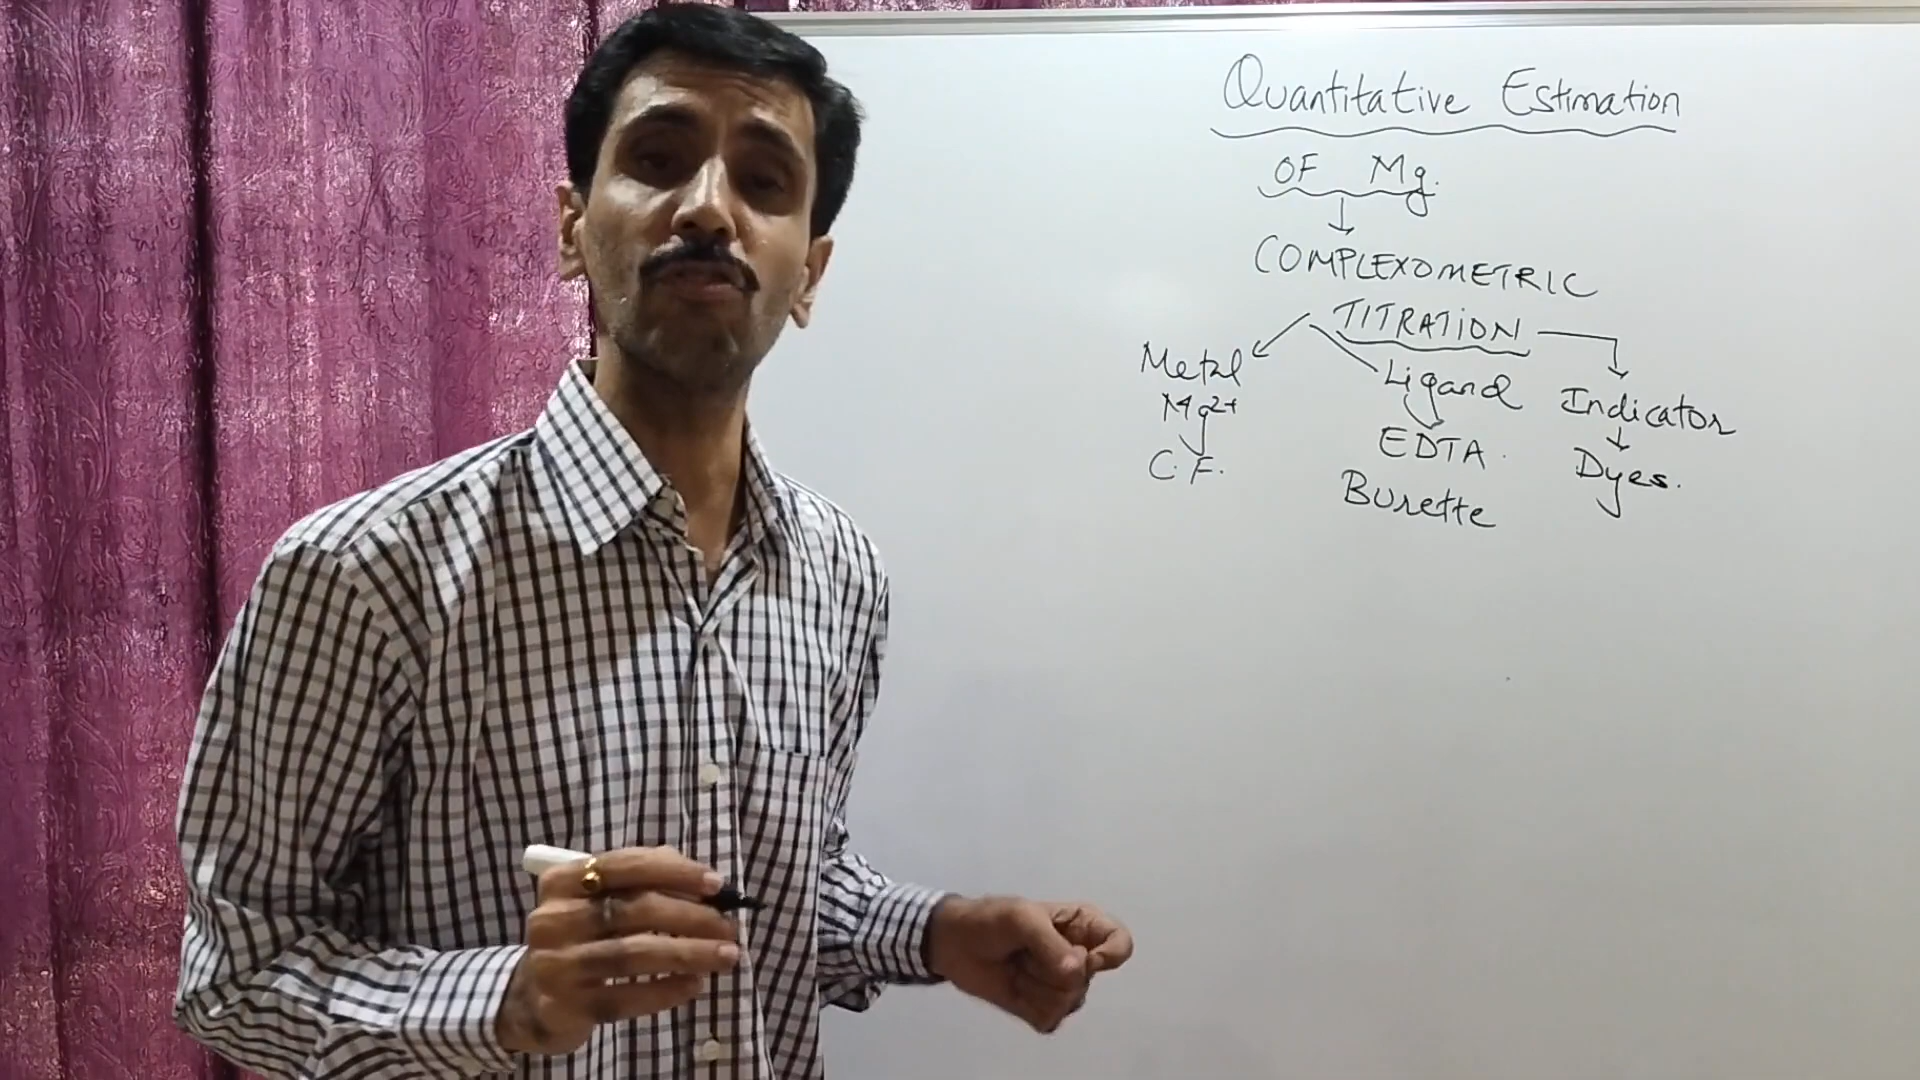 Quantitative Estimation
OF Mg.
COMPLEXOMETRIC
TITRATION
Metal
Mg2+
C.F.
Ligand
EDTA.
Burette
Indicator
Dyes.